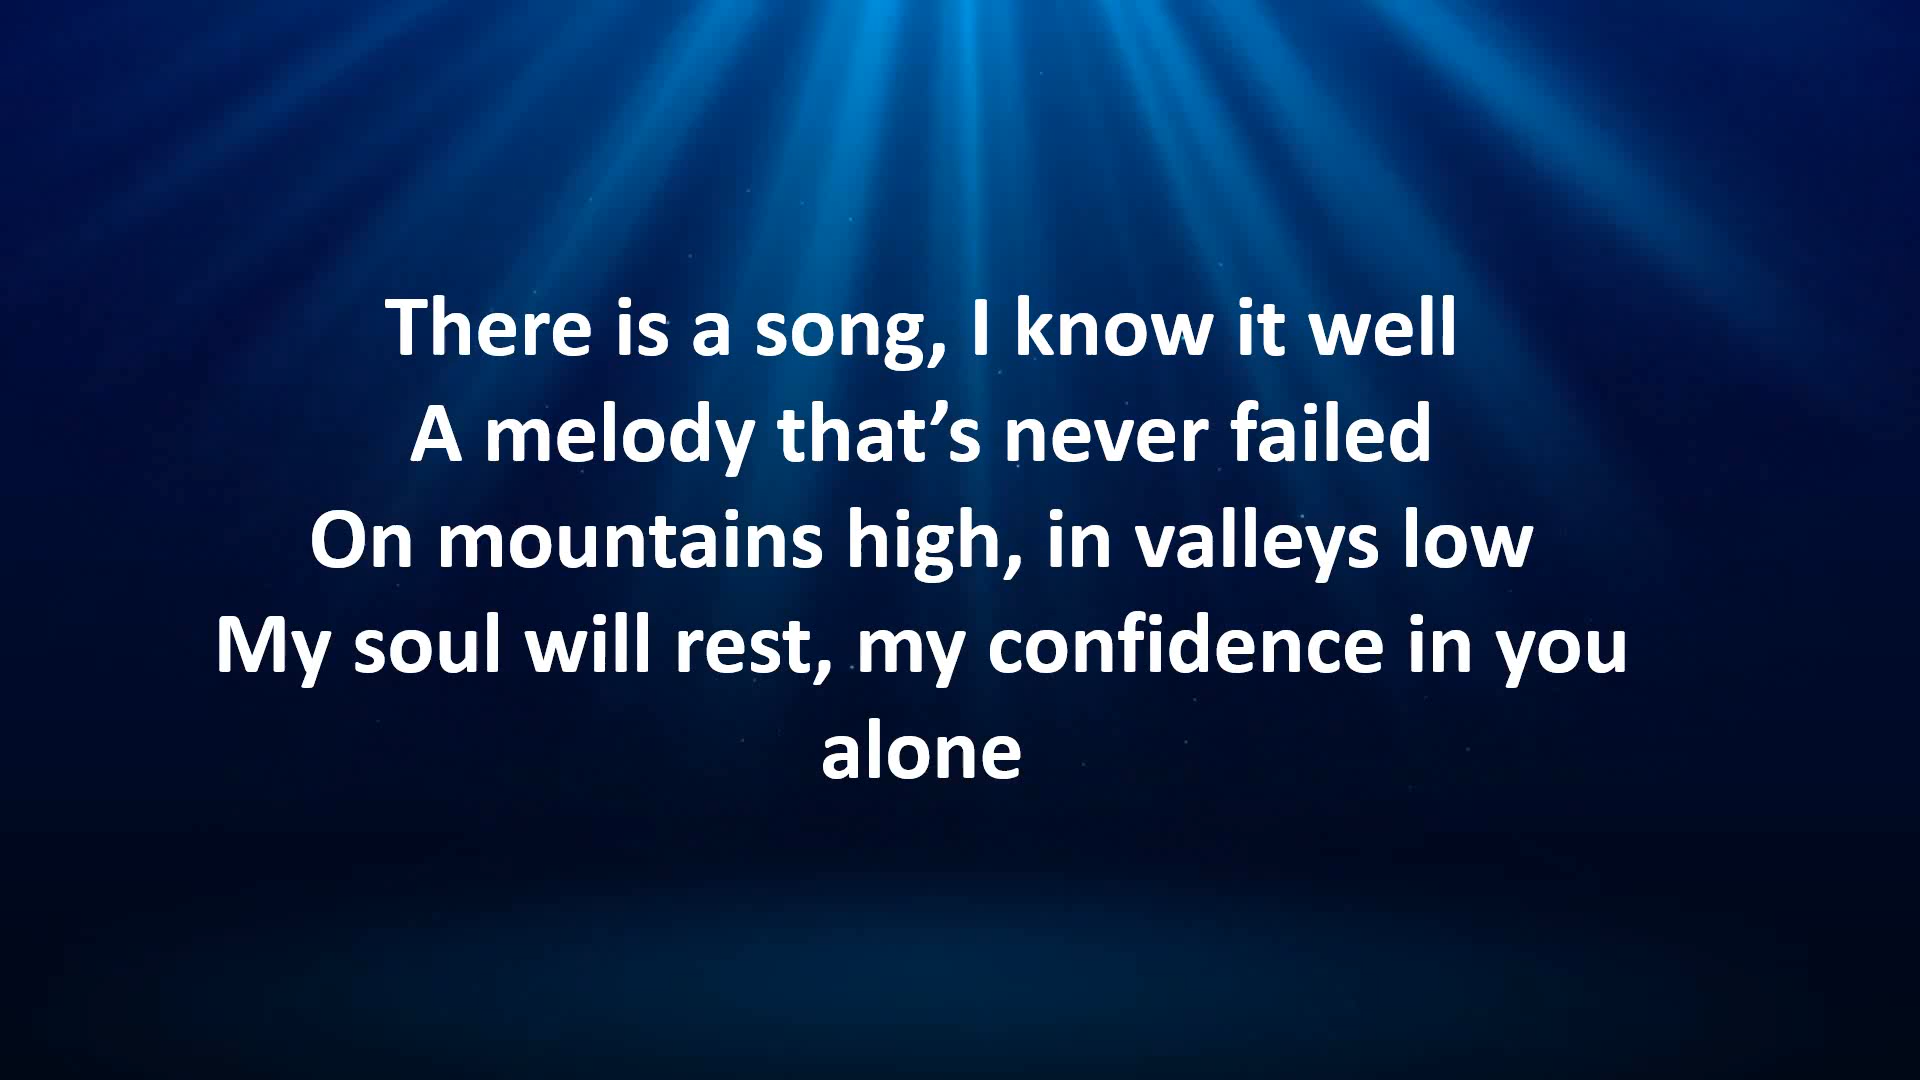 There is a song, I know it well
A melody that’s never failed
On mountains high, in valleys low
My soul will rest, my confidence in you
alone